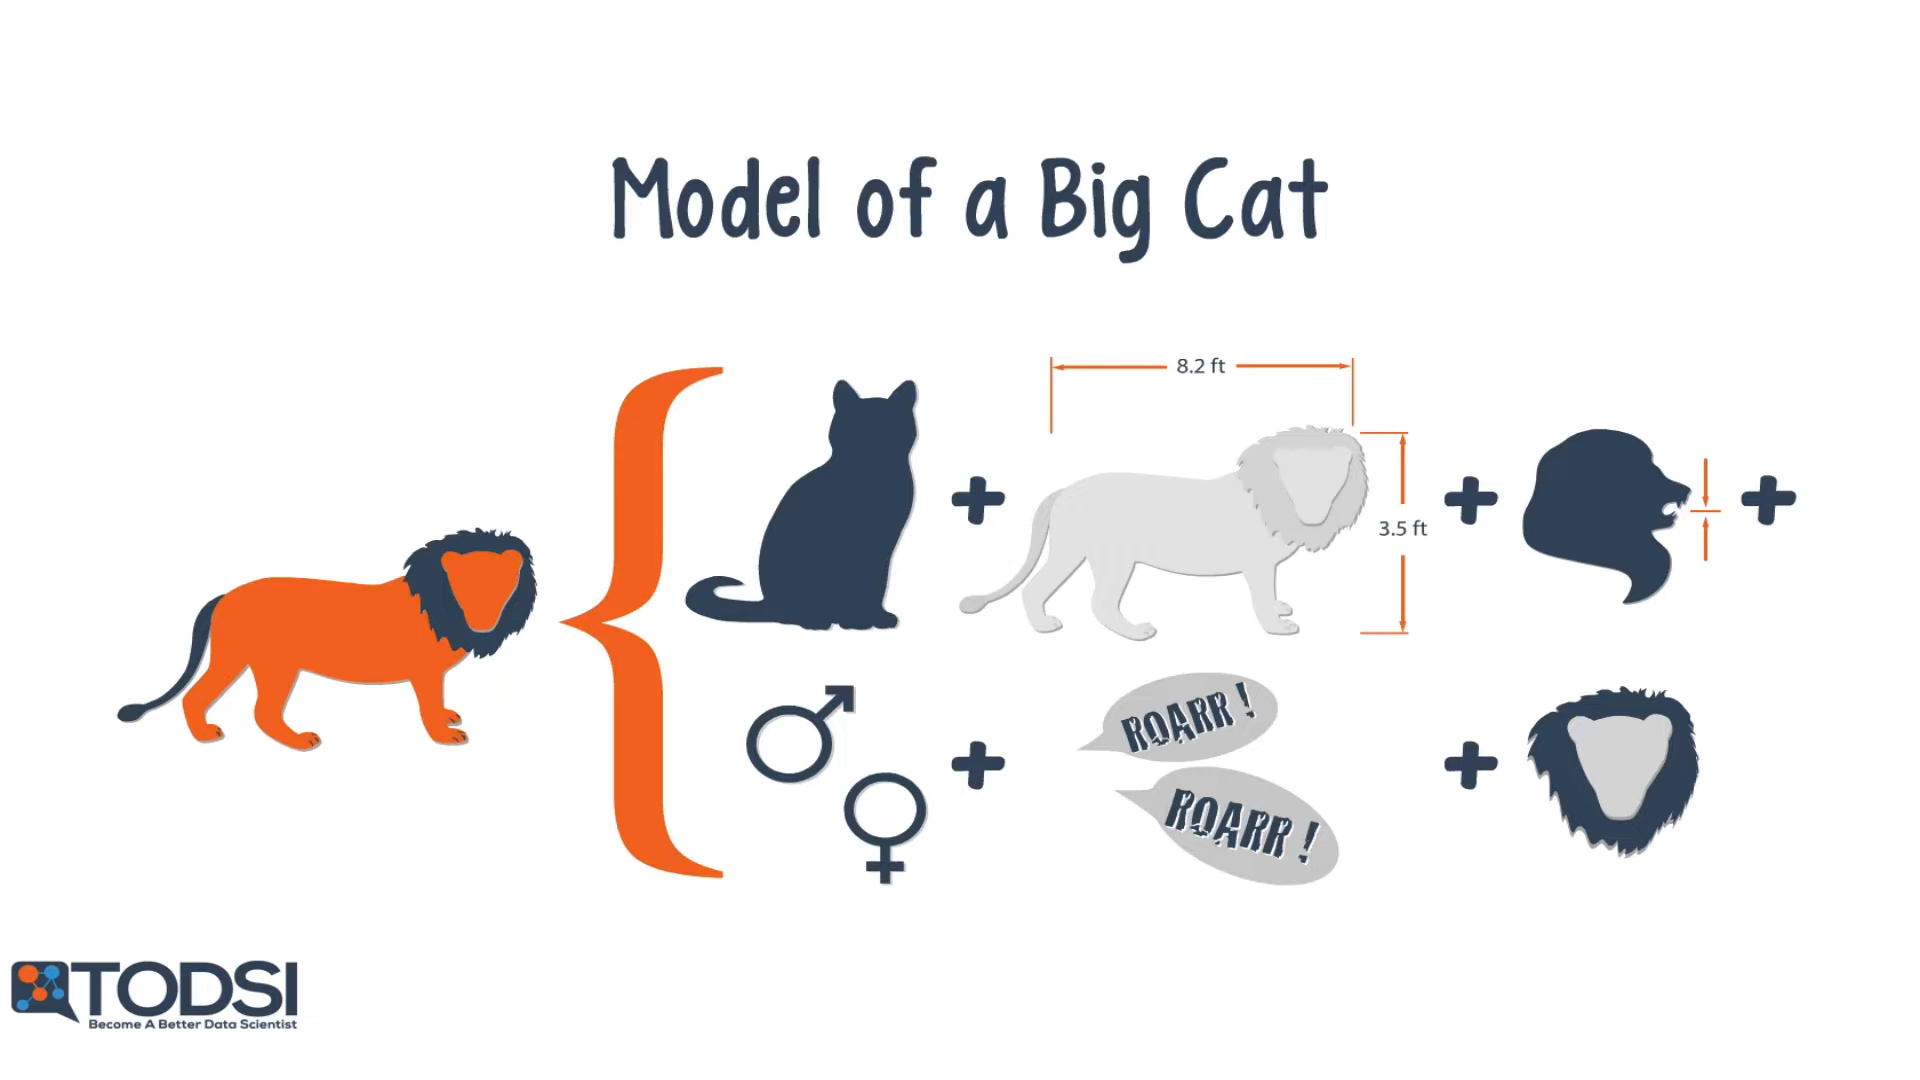 Model of a Big Cat
8.2 ft
3.5 ft
ROARR !
ROARR !
TODSI
Become A Better Data Scientist